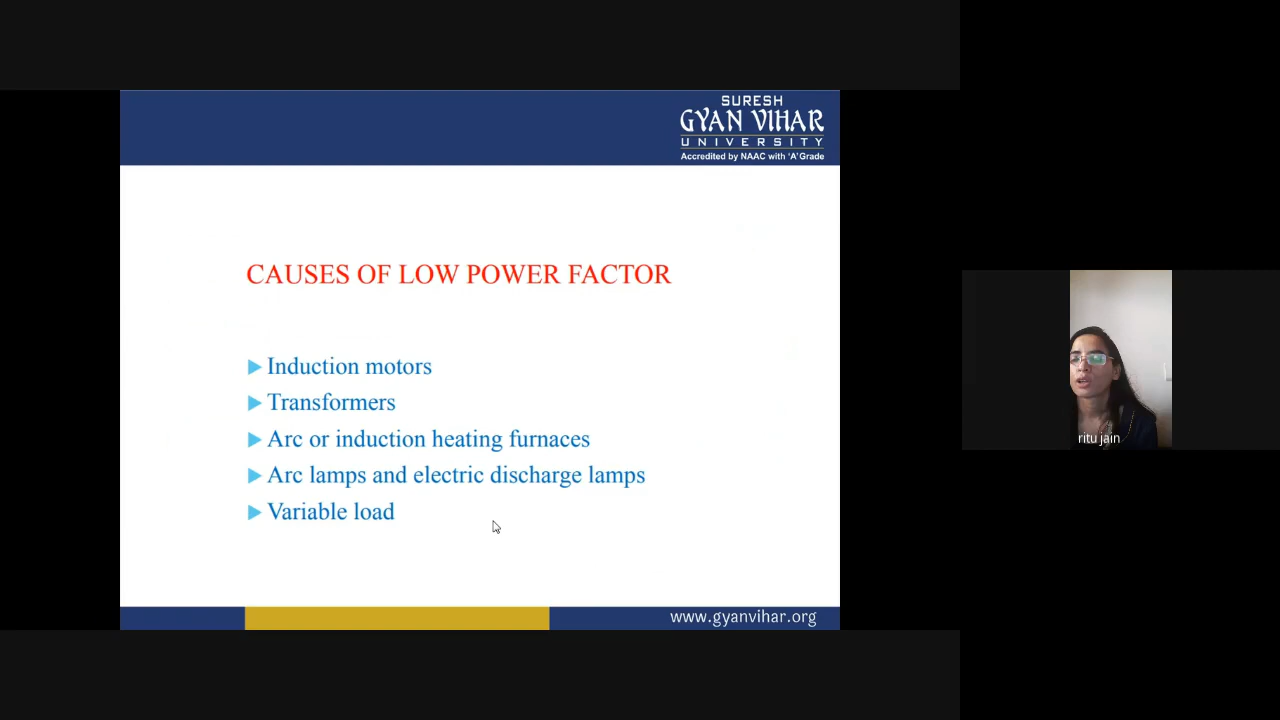 SURESH
GYAN VIHAR
UNIVERSITY
Accredited by NAAC with 'A' Grade
CAUSES OF LOW POWER FACTOR
Induction motors
Transformers
Arc or induction heating furnaces
Arc lamps and electric discharge lamps
Variable load
www.gyanvihar.org
ritu jain